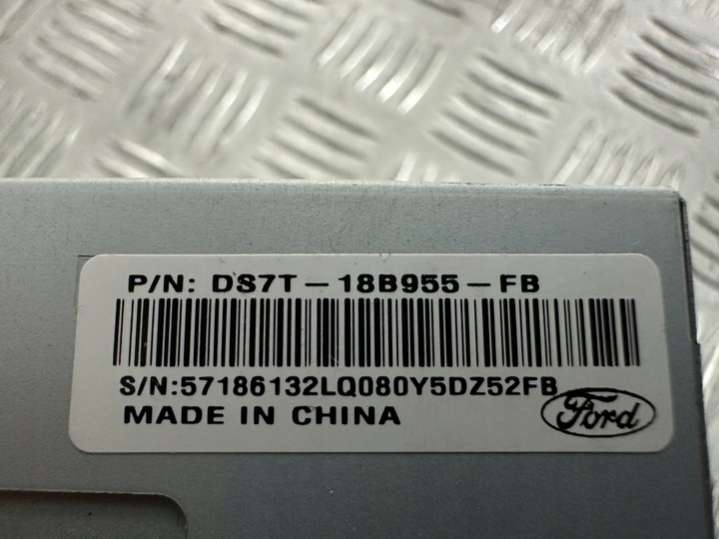 P/N: DS7T-18B955-FB
S/N:57186132LQ080Y5DZ52FB
MADE IN CHINA
Ford